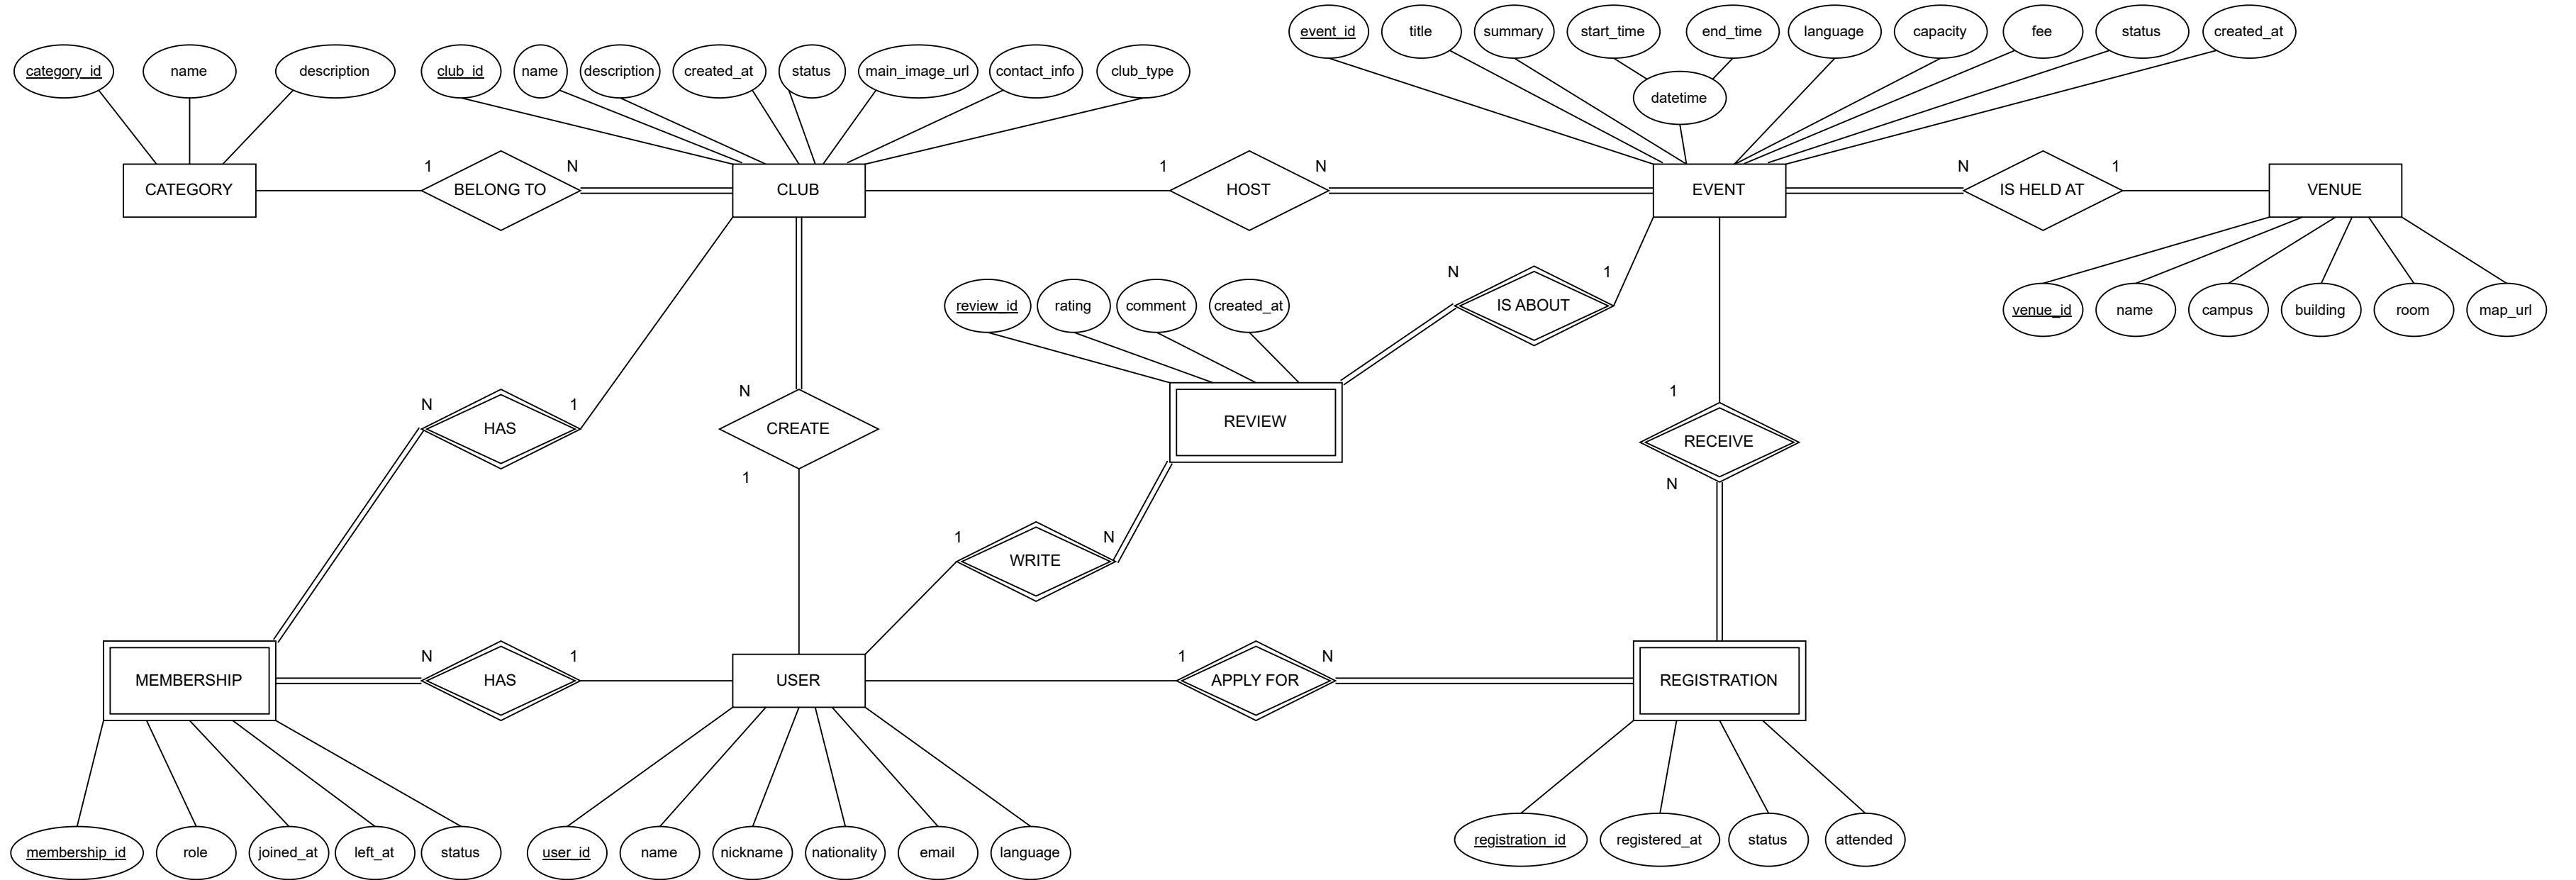 event_id
title
summary
start_time
end_time
language
capacity
fee
status
created_at
category_id
name
description
club_id
name
description
created_at
status
main_image_url
contact_info
club_type
datetime
CATEGORY
1
BELONG TO
N
CLUB
1
HOST
N
EVENT
N
IS HELD AT
1
VENUE
review_id
rating
comment
created_at
N
IS ABOUT
1
venue_id
name
campus
building
room
map_url
N
HAS
1
N
CREATE
1
REVIEW
1
RECEIVE
N
1
WRITE
N
MEMBERSHIP
N
HAS
1
USER
1
APPLY FOR
N
REGISTRATION
membership_id
role
joined_at
left_at
status
user_id
name
nickname
nationality
email
language
registration_id
registered_at
status
attended